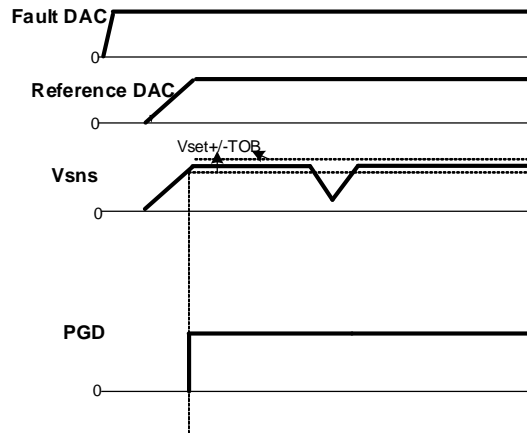 Fault DAC
0
Reference DAC
0
Vset+/-TOB
Vsns
0
PGD
0